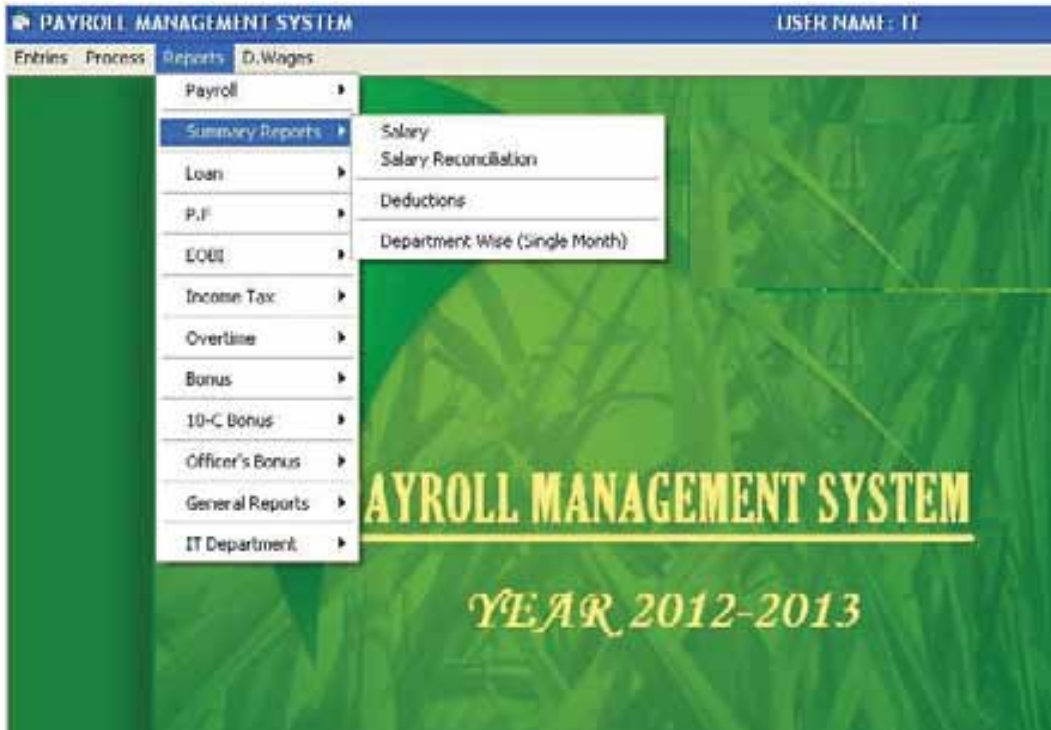 PAYROLL MANAGEMENT SYSTEM USER NAME: IT
Entries Process Reports D.Wages
Payroll
Summary Reports
Salary
Salary Reconciliation
Loan
Deductions
P.F
Department Wise (Single Month)
EOBI
Income Tax
Overtime
Bonus
10-C Bonus
Officer's Bonus
General Reports
IT Department
AYROLL MANAGEMENT SYSTEM
YEAR 2012-2013